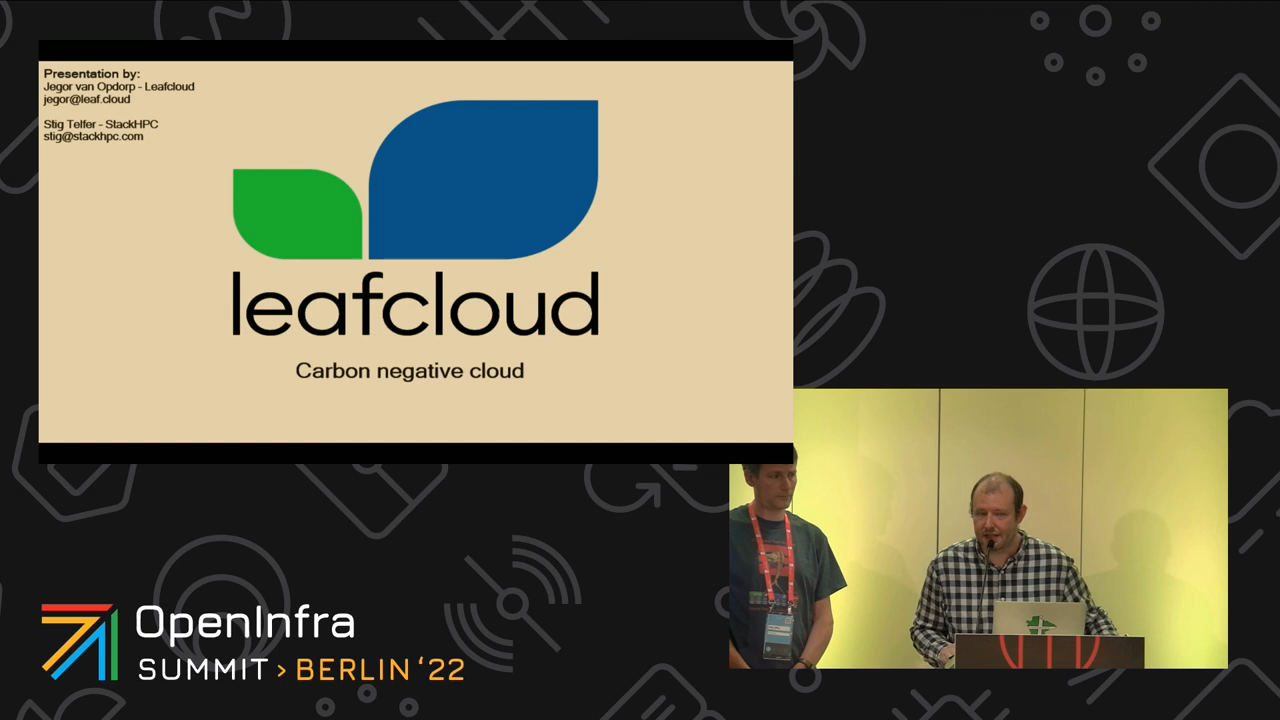 Presentation by:
Jegor van Opdorp - Leafcloud
jegor@leaf.cloud
Stig Telfer - StackHPC
stig@stackhpc.com
leafcloud
Carbon negative cloud
OpenInfra
SUMMIT > BERLIN ‘22